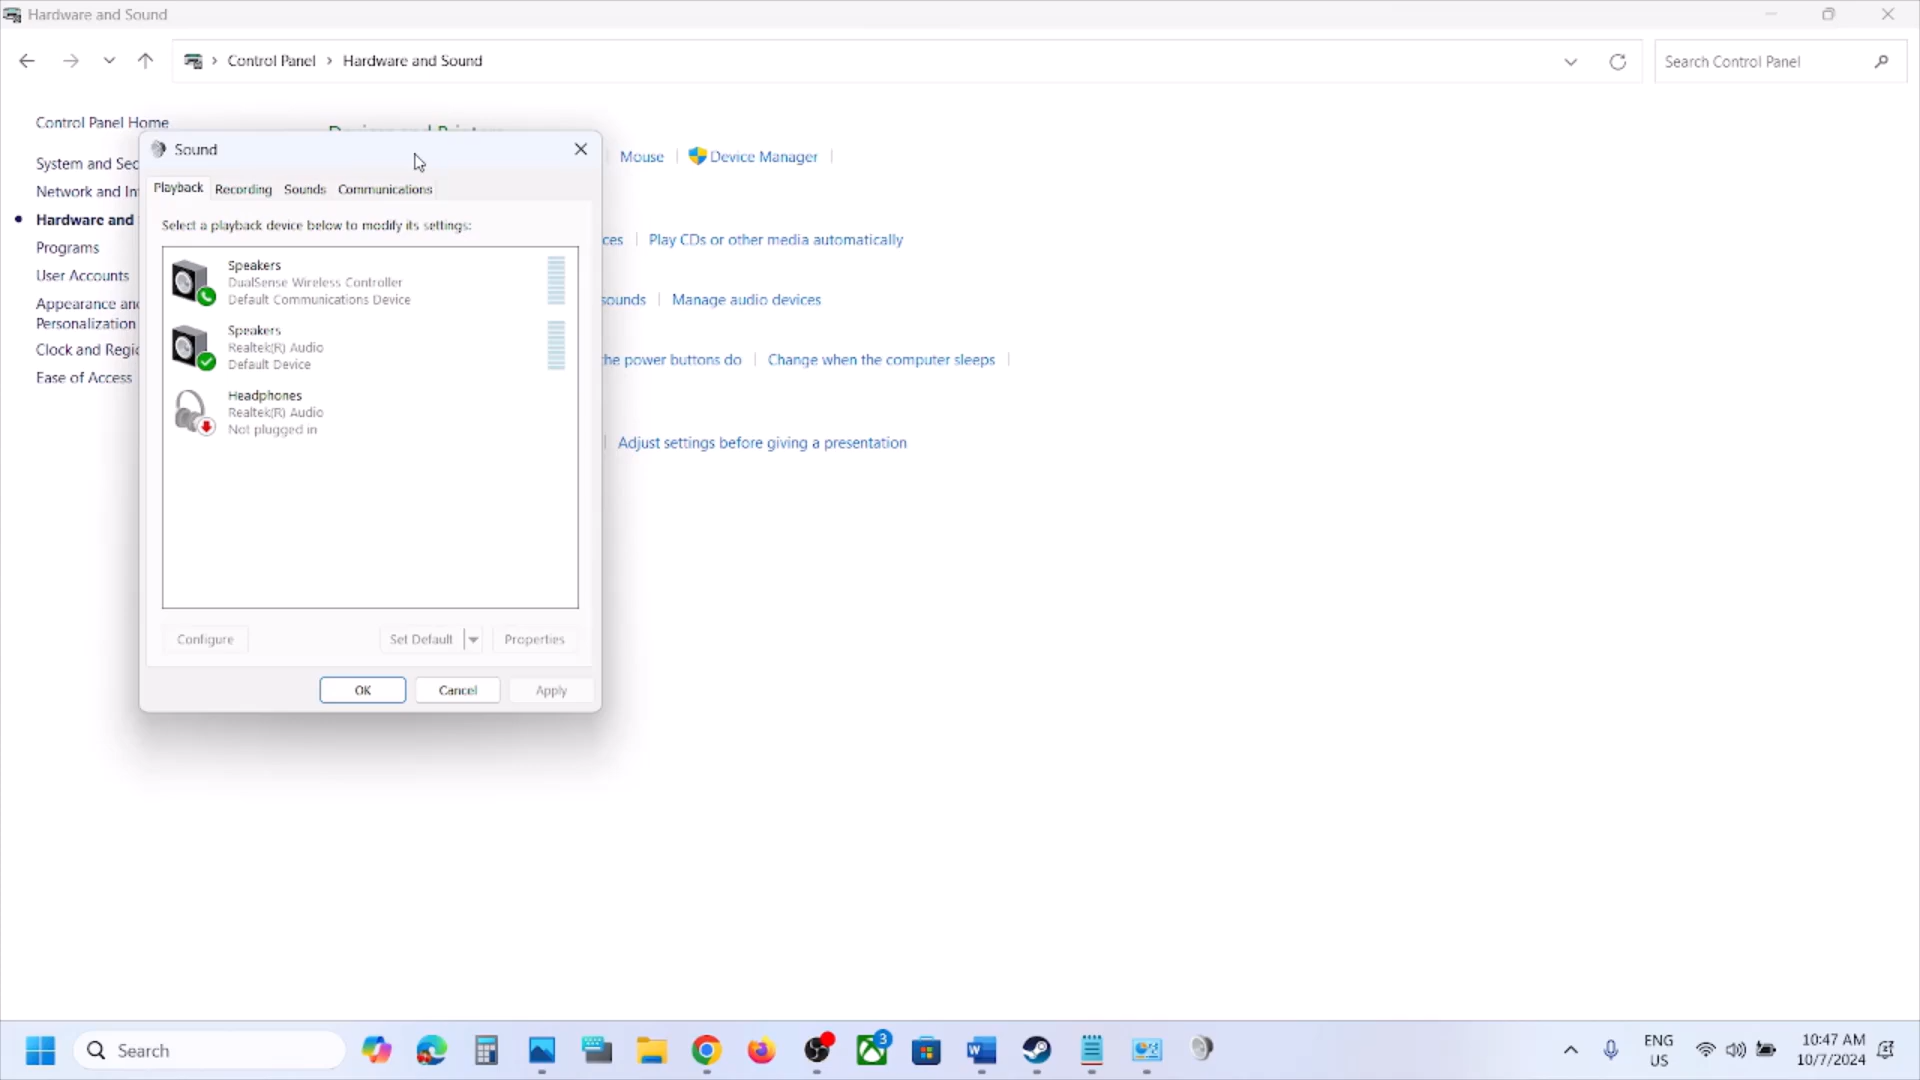 Hardware and Sound
Control Panel > Hardware and Sound
Search Control Panel
Control Panel Home
System and Sec
Network and In
Hardware and
Programs
User Accounts
Appearance and
Personalization
Clock and Regio
Ease of Access
Mouse
Device Manager
ces
Play CDs or other media automatically
sounds
Manage audio devices
the power buttons do
Change when the computer sleeps
Adjust settings before giving a presentation
Sound
Playback
Recording
Sounds
Communications
Select a playback device below to modify its settings:
Speakers
DualSense Wireless Controller
Default Communications Device
Speakers
Realtek(R) Audio
Default Device
Headphones
Realtek(R) Audio
Not plugged in
Configure
Set Default
Properties
OK
Cancel
Apply
Search
3
ENG
US
10:47 AM
10/7/2024